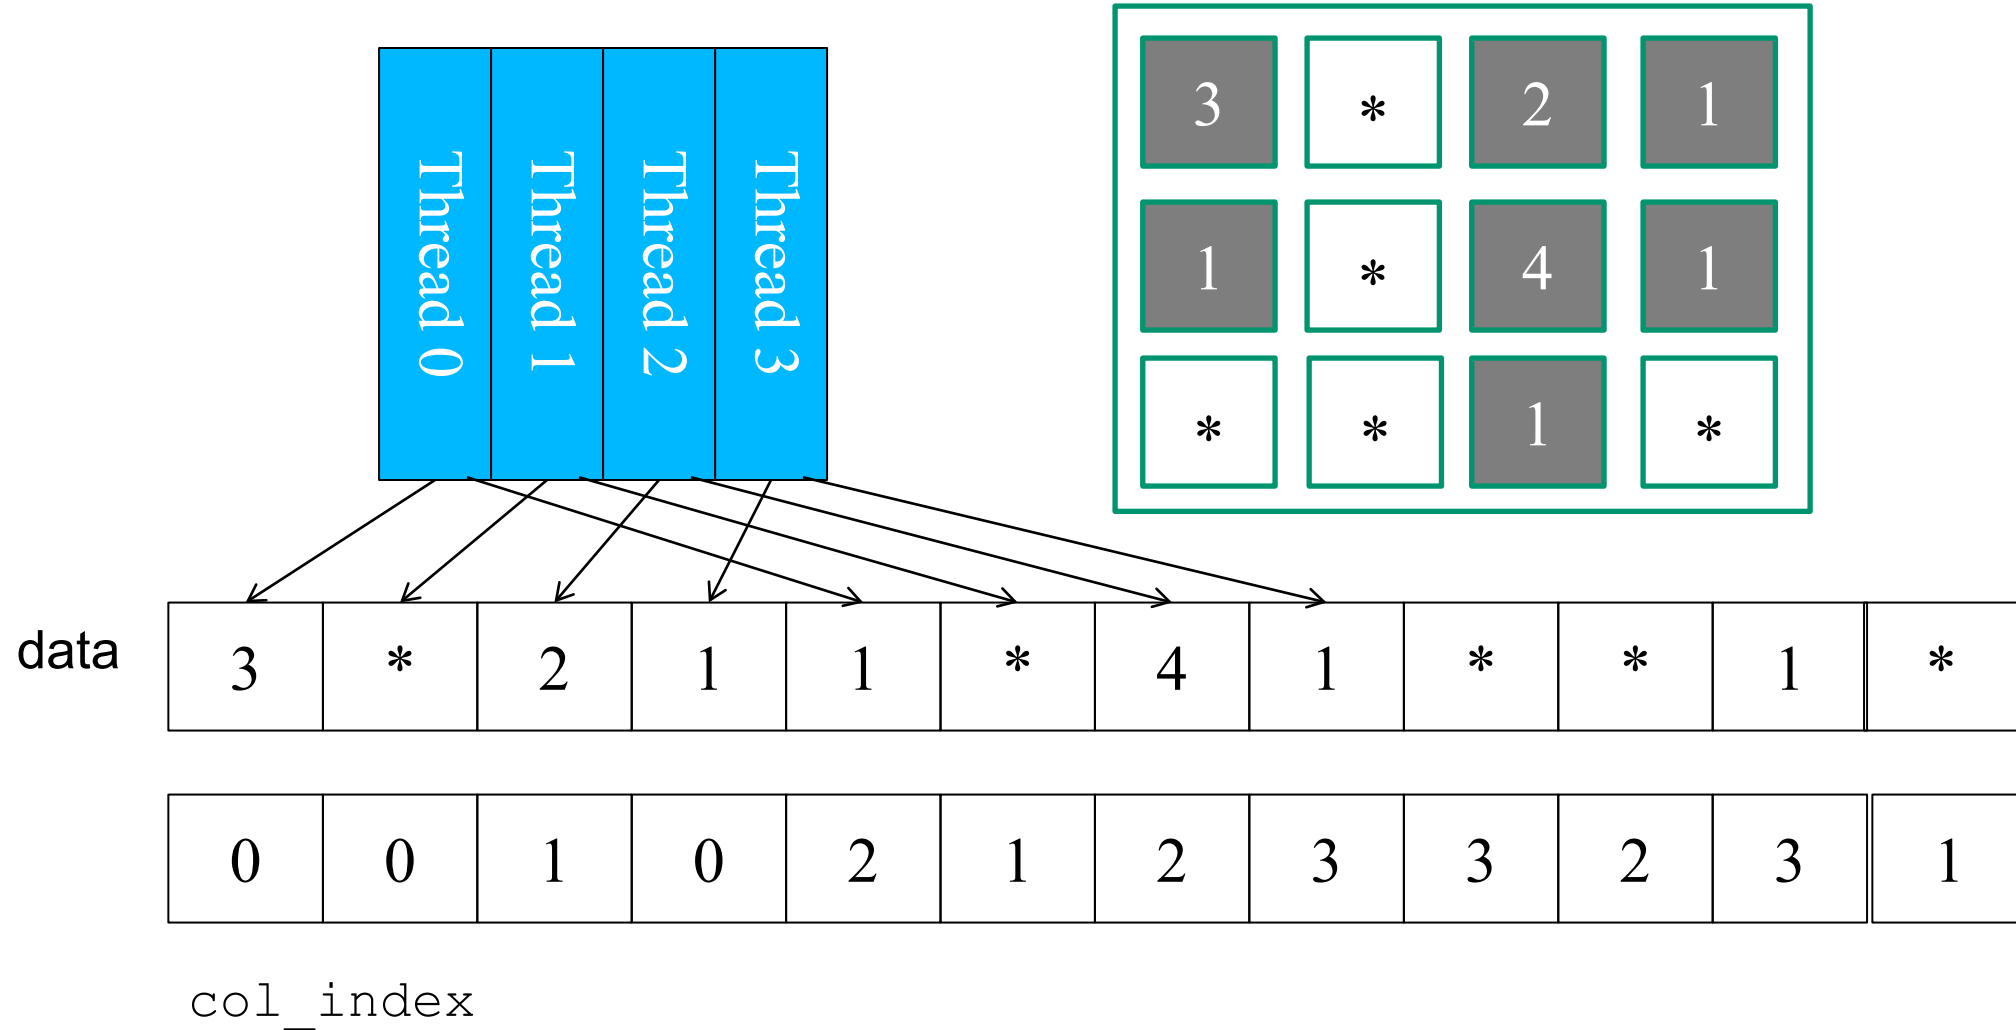 Thread 0 Thread 1 Thread 2 Thread 3
3 * 2 1
1 * 4 1
* * 1 *
data 3 * 2 1 1 * 4 1 * * 1 *
0 0 1 0 2 1 2 3 3 2 3 1
col_index